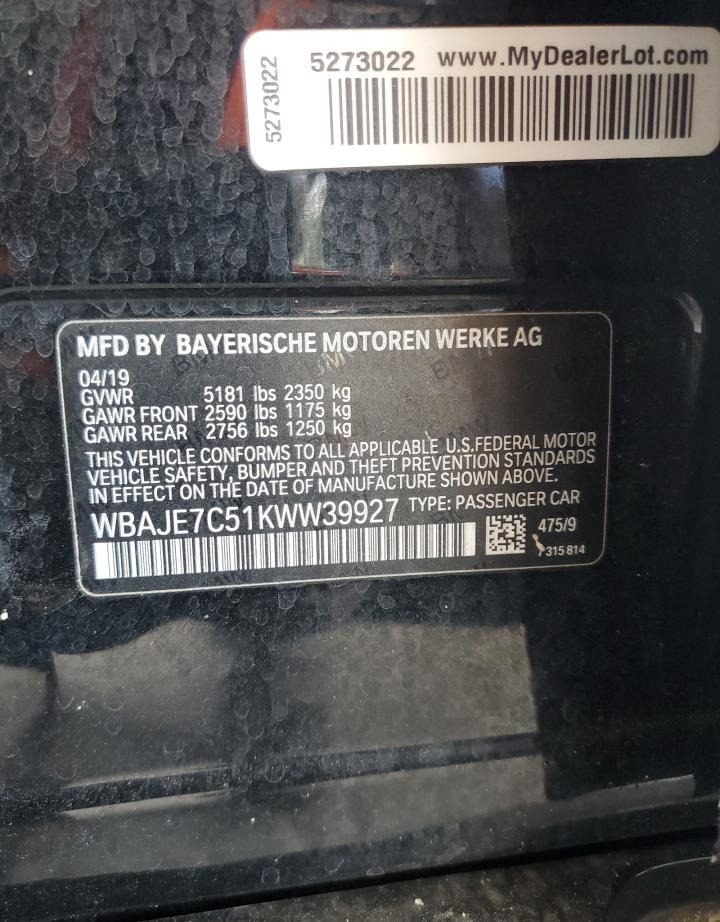 5273022
5273022 www.MyDealerLot.com
MFD BY BAYERISCHE MOTOREN WERKE AG
04/19
GVWR 5181 lbs 2350 kg
GAWR FRONT 2590 lbs 1175 kg
GAWR REAR 2756 lbs 1250 kg
THIS VEHICLE CONFORMS TO ALL APPLICABLE U.S.FEDERAL MOTOR
VEHICLE SAFETY, BUMPER AND THEFT PREVENTION STANDARDS
IN EFFECT ON THE DATE OF MANUFACTURE SHOWN ABOVE.
WBAJE7C51KWW39927 TYPE: PASSENGER CAR
475/9
315 814